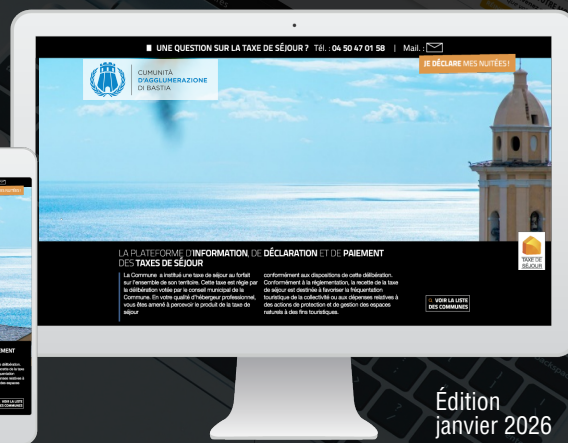 UNE QUESTION SUR LA TAXE DE SÉJOUR ? Tél. : 04 50 47 01 58 | Mail. :
JE DÉCLARE MES NUITÉES !
CUMUNITÀ
D'AGGLUMERAZIONE
DI BASTIA
LA PLATEFORME D'INFORMATION, DE DÉCLARATION ET DE PAIEMENT
DES TAXES DE SÉJOUR
La Commune a institué une taxe de séjour au forfait
sur l'ensemble de son territoire. Cette taxe est régie par
la délibération votée par le conseil municipal de la
Commune. En votre qualité d'hébergeur professionnel,
vous êtes amené à percevoir le produit de la taxe de
séjour
conformément aux dispositions de cette délibération.
Conformément à la réglementation, la recette de la taxe
de séjour est destinée à favoriser la fréquentation
touristique de la collectivité ou aux dépenses relatives à
des actions de protection et de gestion des espaces
naturels à des fins touristiques.
TAXE DE
SÉJOUR
VOIR LA LISTE
DES COMMUNES
Édition
janvier 2026